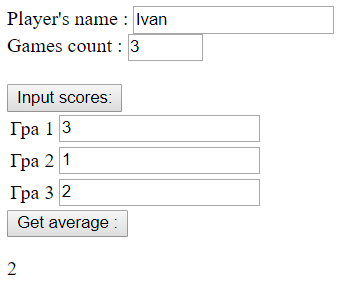 Player's name : Ivan
Games count : 3
Input scores:
Гра 1 3
Гра 2 1
Гра 3 2
Get average :
2